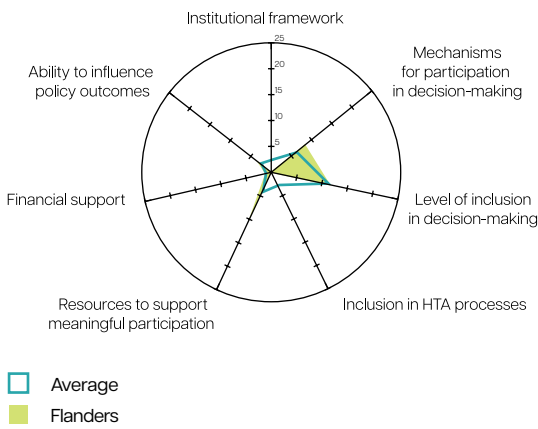 Institutional framework
25
20
15
10
5
Mechanisms
for participation
in decision-making
Ability to influence
policy outcomes
Financial support
Level of inclusion
in decision-making
Resources to support
meaningful participation
Inclusion in HTA processes
Average
Flanders